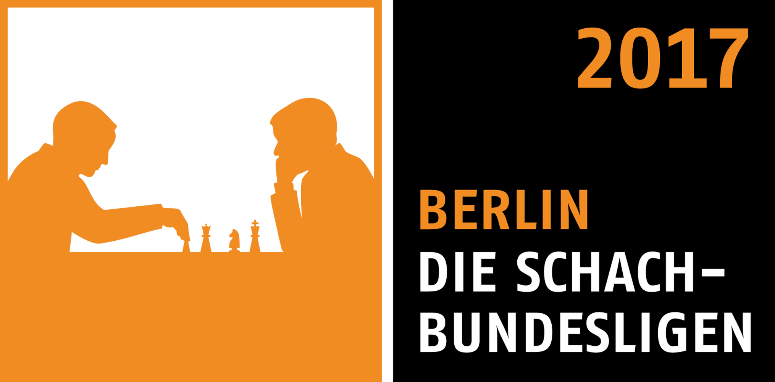 2017
BERLIN
DIE SCHACH-
BUNDESLIGEN